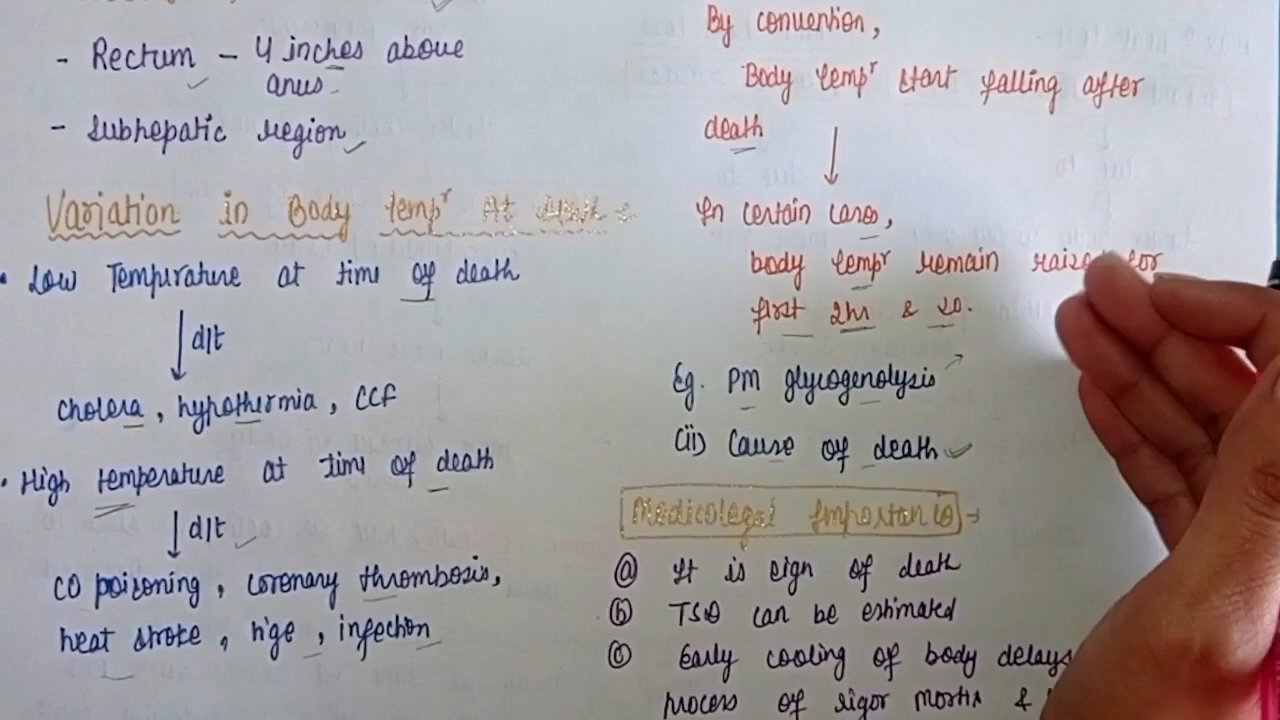 - Rectum – 4 inches above
anus
- Subhepatic region
Variation in Body tempr At
• Low Temperature at time of death
d/t
cholera, hypothermia, CCF
• High temperature at time of death
d/t
CO poisoning, coronary thrombosis,
heat stroke, h'ge, infection
By convention,
Body tempr start falling after
death
In certain cases,
body tempr remain for
first 2hr &
Eg. PM glycogenolysis
(ii) Cause of death
Medicolegal Importance
(a) It is sign of death
(b) TSD can be estimated
(c) Early cooling of body delays
process of rigor mortis &